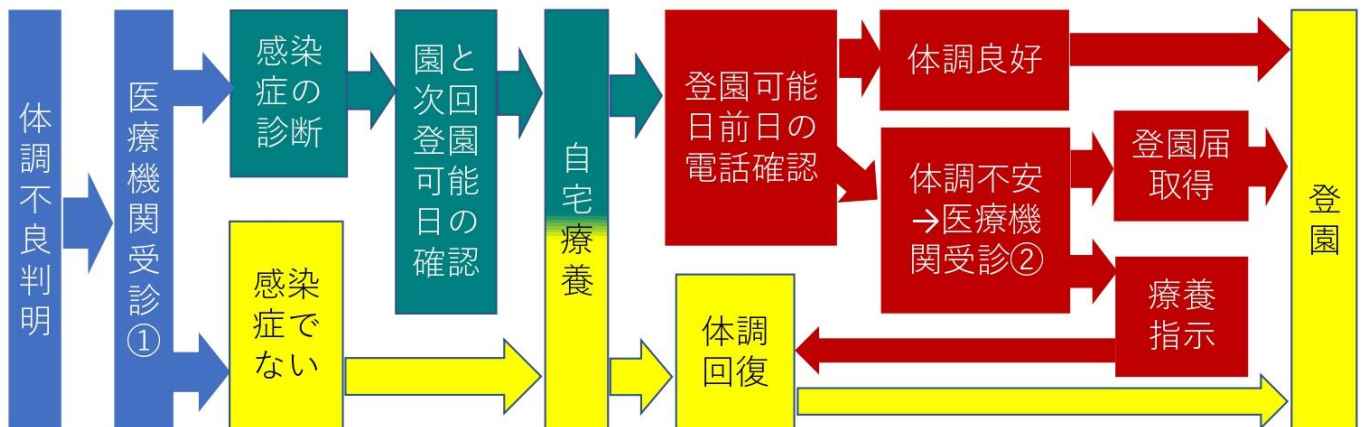 体調不良判明
医療機関受診①
感染
症の
診断
園と
次回
登園
可能
日の
確認
感染
症で
ない
自宅療養
登園可能
日前日の
電話確認
体調良好
体調不安
→医療機
関受診②
登園届
取得
療養
指示
体調
回復
登園